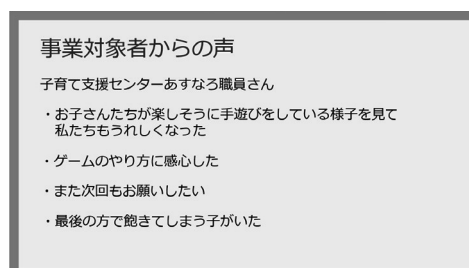 事業対象者からの声
子育て支援センターあすなろ職員さん
・お子さんたちが楽しそうに手遊びをしている様子を見て
私たちもうれしくなった
・ゲームのやり方に感心した
・また次回もお願いしたい
・最後の方で飽きてしまう子がいた